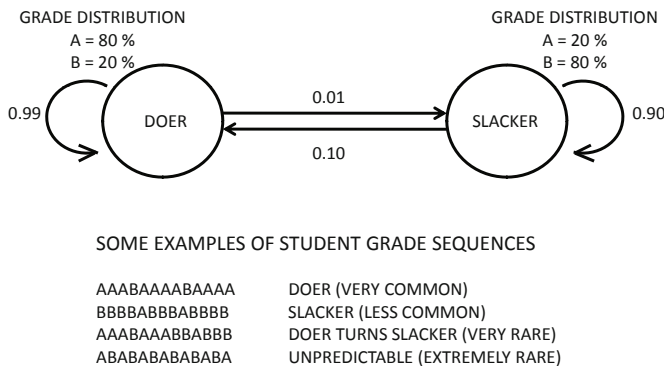 GRADE DISTRIBUTION
A = 80 %
B = 20 %
GRADE DISTRIBUTION
A = 20 %
B = 80 %
0.99
DOER
0.01
0.10
SLACKER
0.90
SOME EXAMPLES OF STUDENT GRADE SEQUENCES
AAABAAAABAAAA DOER (VERY COMMON)
BBBBABBBABBBB SLACKER (LESS COMMON)
AAABAAABBABBB DOER TURNS SLACKER (VERY RARE)
ABABABABABABA UNPREDICTABLE (EXTREMELY RARE)